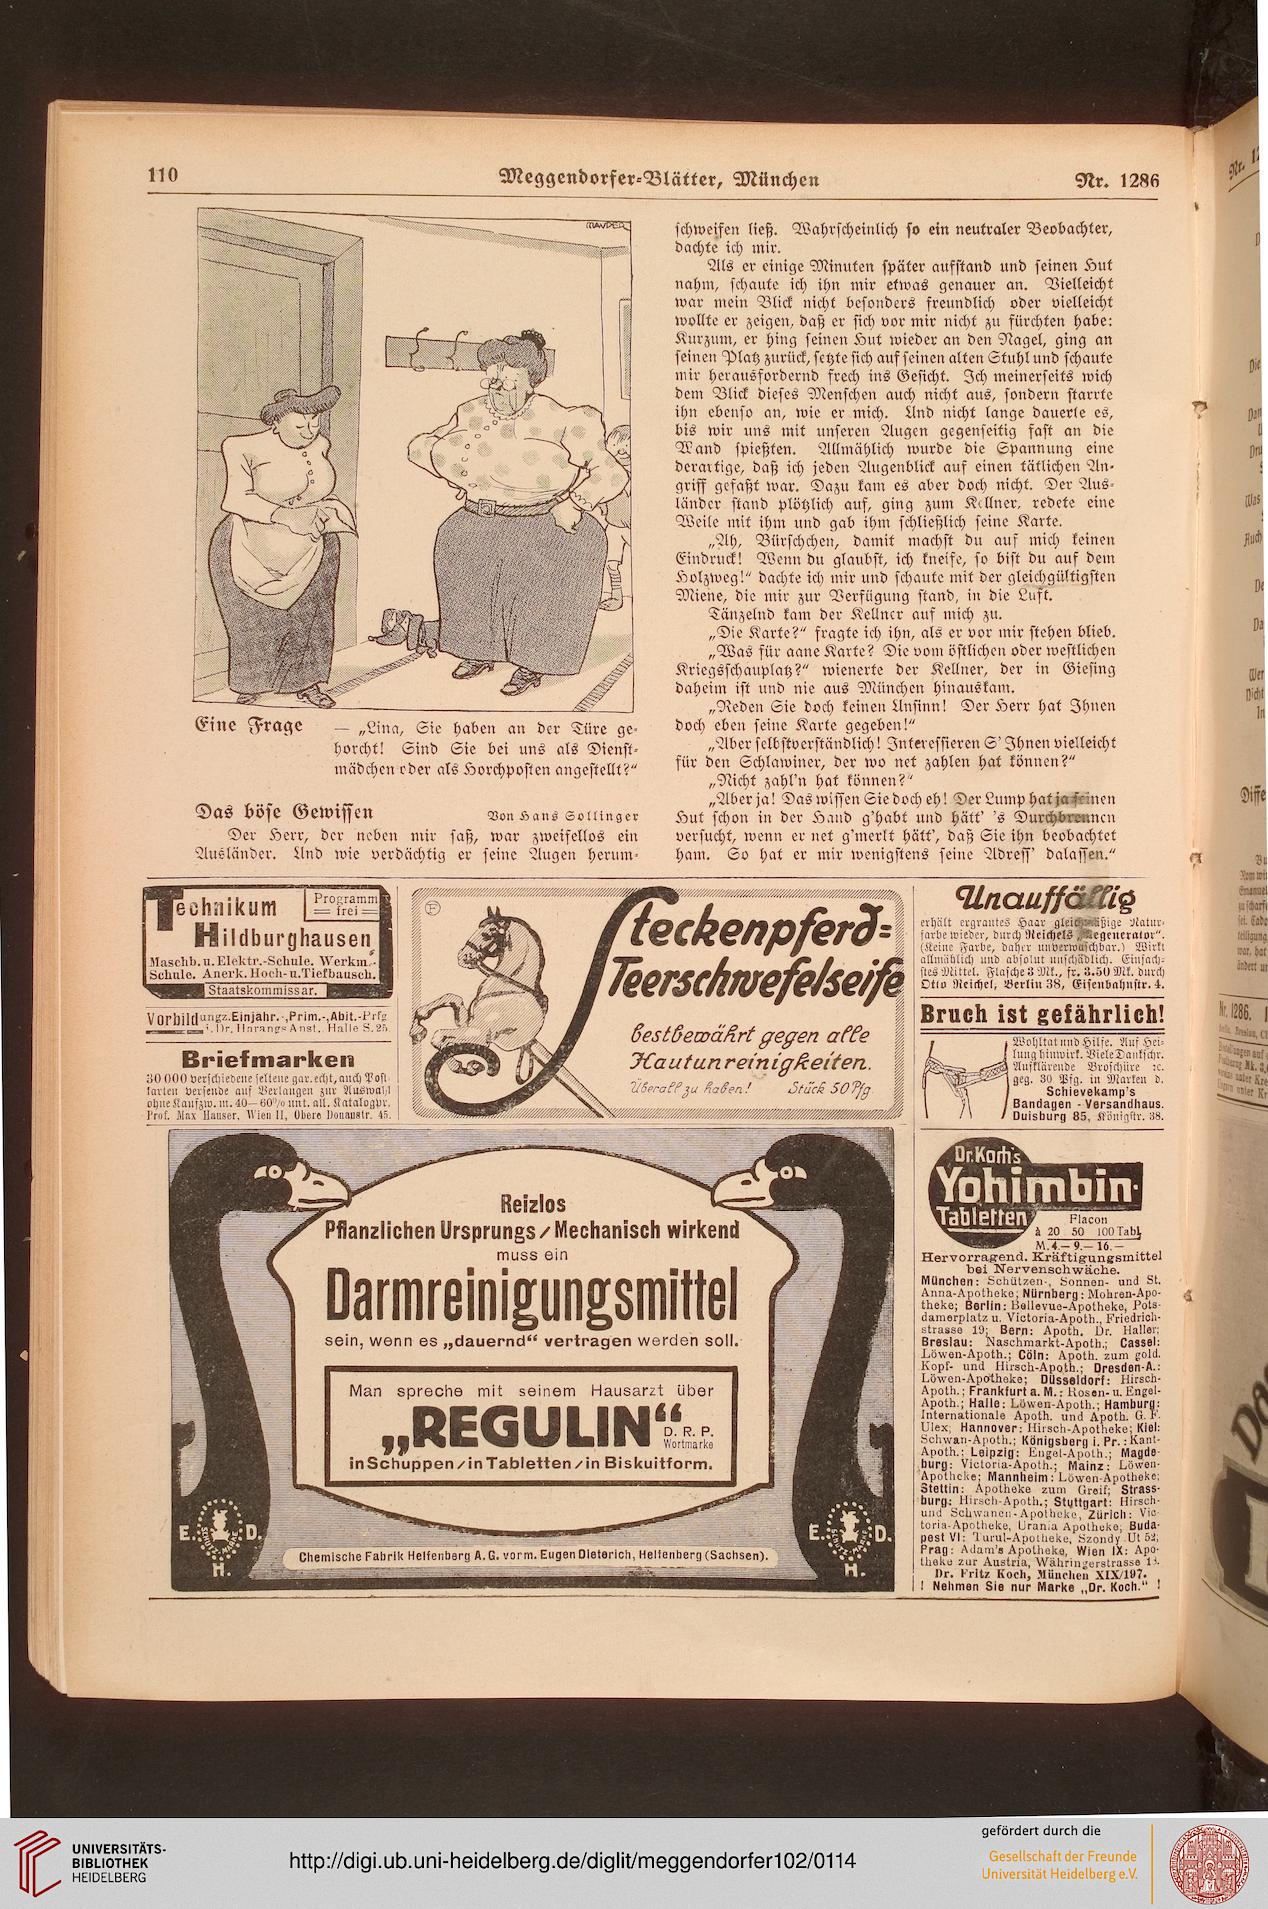 110
Meggendorfer-Blätter, München
Nr. 1286
Eine Frage — „Lina, Sie haben an der Türe ge-
horcht! Sind Sie bei uns als Dienst-
mädchen oder als Horchposten angestellt?“
Das böse Gewissen
Von Hans Sollinger
Der Herr, der neben mir saß, war zweifellos ein
Ausländer. Und wie verdächtig er seine Augen herum-
schweifen ließ. Wahrscheinlich so ein neutraler Beobachter,
dachte ich mir.
Als er einige Minuten später aufstand und seinen Hut
nahm, schaute ich ihn mir etwas genauer an. Vielleicht
war mein Blick nicht besonders freundlich oder vielleicht
wollte er zeigen, daß er sich vor mir nicht zu fürchten habe:
Kurzum, er hing seinen Hut wieder an den Nagel, ging an
seinen Platz zurück, setzte sich auf seinen alten Stuhl und schaute
mir herausfordernd frech ins Gesicht. Ich meinerseits wich
dem Blick dieses Menschen auch nicht aus, sondern starrte
ihn ebenso an, wie er mich. Und nicht lange dauerte es,
bis wir uns mit unseren Augen gegenseitig fast an die
Wand spießten. Allmählich wurde die Spannung eine
derartige, daß ich jeden Augenblick auf einen tätlichen An-
griff gefaßt war. Dazu kam es aber doch nicht. Der Aus-
länder stand plötzlich auf, ging zum Kellner, redete eine
Weile mit ihm und gab ihm schließlich seine Karte.
„Ah, Bürschchen, damit machst du auf mich keinen
Eindruck! Wenn du glaubst, ich kneife, so bist du auf dem
Holzweg!“ dachte ich mir und schaute mit der gleichgültigsten
Miene, die mir zur Verfügung stand, in die Luft.
Tänzelnd kam der Kellner auf mich zu.
„Die Karte?“ fragte ich ihn, als er vor mir stehen blieb.
„Was für aane Karte? Die vom östlichen oder westlichen
Kriegsschauplatz?“ wienerte der Kellner, der in Giesing
daheim ist und nie aus München hinauskam.
„Reden Sie doch keinen Unsinn! Der Herr hat Ihnen
doch eben seine Karte gegeben!“
„Aber selbstverständlich! Interessieren S' Ihnen vielleicht
für den Schlawiner, der wo net zahlen hat können?“
„Nicht zahl'n hat können?“
„Aber ja! Das wissen Sie doch eh! Der Lump hat ja seinen
Hut schon in der Hand g'habt und hätt' 's Durchbrennen
versucht, wenn er net g'merkt hätt', daß Sie ihn beobachtet
ham. So hat er mir wenigstens seine Adress' dalassen.“
Technikum
Programm
frei
Hildburghausen
Maschb. u. Elektr.-Schule. Werkm.-
Schule. Anerk. Hoch- u. Tiefbausch.
Staatskommissar.
Vorbildungz. Einjahr.-, Prim.-, Abit.-Prfg
i. Dr. Harangs Anst., Halle S. 25
Briefmarken
30 000 verschiedene seltene gar. echt, auch Post
karten versende auf Verlangen zur Auswahl
ohne Kaufzw. m. 40—60% unt. all. Katalogpr.
Prof. Max Hauser, Wien II, Obere Donaustr. 45.
Steckenpferd-
Teerschwefelseife
bestbewährt gegen alle
Hautunreinigkeiten.
Überall zu haben! Stück 50 Pfg
Unauffällig
erhält ergrautes Haar gleichmäßige Natur-
farbe wieder, durch Reichels „Regenerator“.
(Keine Farbe, daher unverwaschbar.) Wirkt
allmählich und absolut unschädlich. Einfach-
stes Mittel. Flasche 3 Mk., fr. 3.50 Mk. durch
Otto Reichel, Berlin 38, Eisenbahnstr. 4.
Bruch ist gefährlich!
Wohltat und Hilfe. Auf Hei-
lung hinwirk. Viele Dankschr.
Aufklärende Broschüre ⁊c.
geg. 30 Pfg. in Marken d.
Schievekamp's
Bandagen-Versandhaus.
Duisburg 85, Königstr. 38.
Reizlos
Pflanzlichen Ursprungs / Mechanisch wirkend
muss ein
Darmreinigungsmittel
sein, wenn es „dauernd“ vertragen werden soll.
Man spreche mit seinem Hausarzt über
„REGULIN“
D. R. P.
Wortmarke
in Schuppen / in Tabletten / in Biskuitform.
E. D.
H.
E. D.
H.
Chemische Fabrik Helfenberg A. G. vorm. Eugen Dieterich, Helfenberg (Sachsen).
Dr. Koch's
Yohimbin-
Tabletten
Flacon
à 20 50 100 Tabl.
M. 4.— 9.— 16.—
Hervorragend. Kräftigungsmittel
bei Nervenschwäche.
München: Schützen-, Sonnen- und St.
Anna-Apotheke; Nürnberg: Mohren-Apo-
theke; Berlin: Bellevue-Apotheke, Pots-
damerplatz u. Victoria-Apoth., Friedrich-
strasse 19; Bern: Apoth. Dr. Haller;
Breslau: Naschmarkt-Apoth.; Cassel:
Löwen-Apoth.; Cöln: Apoth. zum gold.
Kopf- und Hirsch-Apoth.; Dresden-A.:
Löwen-Apotheke; Düsseldorf: Hirsch-
Apoth.; Frankfurt a. M.: Rosen- u. Engel-
Apoth.; Halle: Löwen-Apoth.; Hamburg:
Internationale Apoth. und Apoth. G. F.
Ulex; Hannover: Hirsch-Apotheke; Kiel:
Schwan-Apoth.; Königsberg i. Pr.: Kant-
Apoth.; Leipzig: Engel-Apoth.; Magde-
burg: Victoria-Apoth.; Mainz: Löwen-
Apotheke; Mannheim: Löwen-Apotheke;
Stettin: Apotheke zum Greif; Strass-
burg: Hirsch-Apoth.; Stuttgart: Hirsch-
und Schwanen-Apotheke, Zürich: Vic-
toria-Apotheke, Urania Apotheke; Buda-
pest VI: Turul-Apotheke, Szondy Ut 52;
Prag: Adam's Apotheke, Wien IX: Apo-
theke zur Austria, Währingerstrasse 18.
Dr. Fritz Koch, München XIX/197.
! Nehmen Sie nur Marke „Dr. Koch.“ !
UNIVERSITÄTS-
BIBLIOTHEK
HEIDELBERG
http://digi.ub.uni-heidelberg.de/diglit/meggendorfer102/0114
gefördert durch die
Gesellschaft der Freunde
Universität Heidelberg e.V.